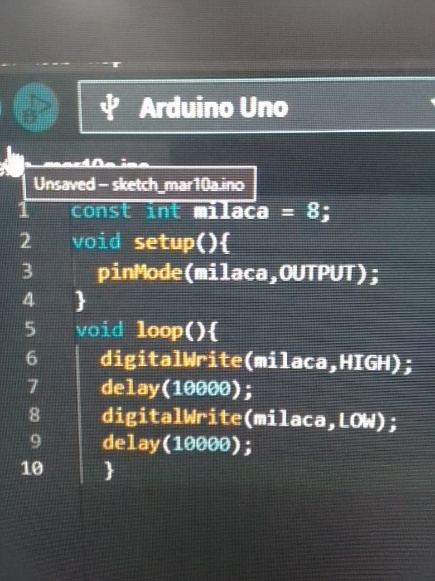 Arduino Uno
Unsaved – sketch_mar10a.ino
1 const int milaca = 8;
2 void setup(){
3 pinMode(milaca,OUTPUT);
4 }
5 void loop(){
6 digitalWrite(milaca,HIGH);
7 delay(10000);
8 digitalWrite(milaca,LOW);
9 delay(10000);
10 }